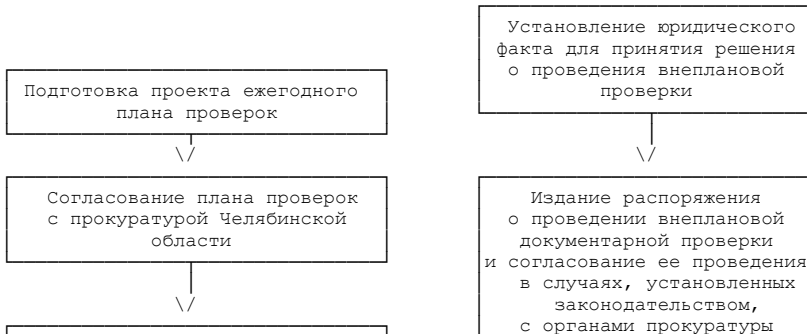 Подготовка проекта ежегодного
плана проверок
\/
Согласование плана проверок
с прокуратурой Челябинской
области
\/
Установление юридического
факта для принятия решения
о проведения внеплановой
проверки
\/
Издание распоряжения
о проведении внеплановой
документарной проверки
и согласование ее проведения
в случаях, установленных
законодательством,
с органами прокуратуры